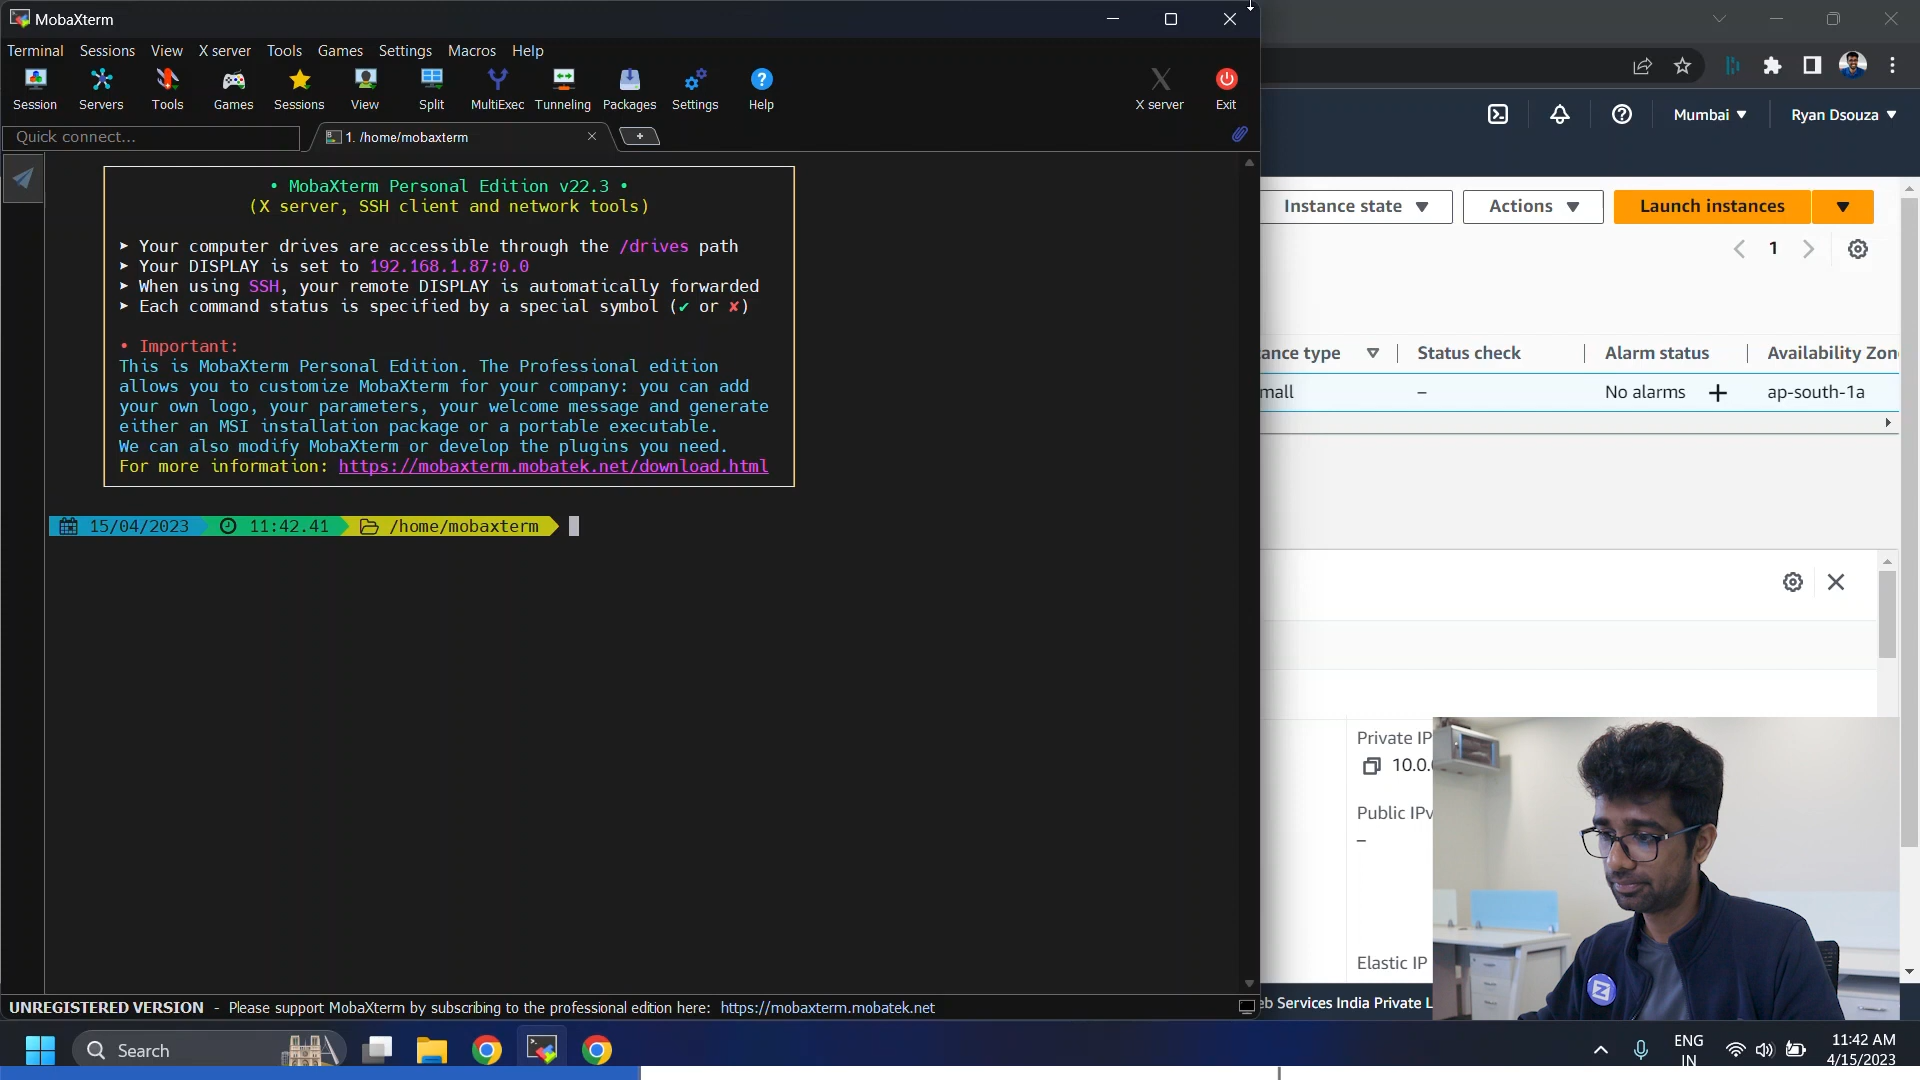 MobaXterm
Terminal Sessions View X server Tools Games Settings Macros Help
Session Servers Tools Games Sessions View Split MultiExec Tunneling Packages Settings Help X server Exit
Quick connect...
1. /home/mobaxterm
• MobaXterm Personal Edition v22.3 •
(X server, SSH client and network tools)
➤ Your computer drives are accessible through the /drives path
➤ Your DISPLAY is set to 192.168.1.87:0.0
➤ When using SSH, your remote DISPLAY is automatically forwarded
➤ Each command status is specified by a special symbol (✔ or ✘)
• Important:
This is MobaXterm Personal Edition. The Professional edition
allows you to customize MobaXterm for your company: you can add
your own logo, your parameters, your welcome message and generate
either an MSI installation package or a portable executable.
We can also modify MobaXterm or develop the plugins you need.
For more information: https://mobaxterm.mobatek.net/download.html
15/04/2023 11:42.41 /home/mobaxterm
UNREGISTERED VERSION - Please support MobaXterm by subscribing to the professional edition here: https://mobaxterm.mobatek.net
Mumbai Ryan Dsouza
Instance state Actions Launch instances
1
ance type Status check Alarm status Availability Zon
mall – No alarms + ap-south-1a
Private IP
10.0.
Public IPv
–
Elastic IP
eb Services India Private L
Search
ENG
IN
11:42 AM
4/15/2023